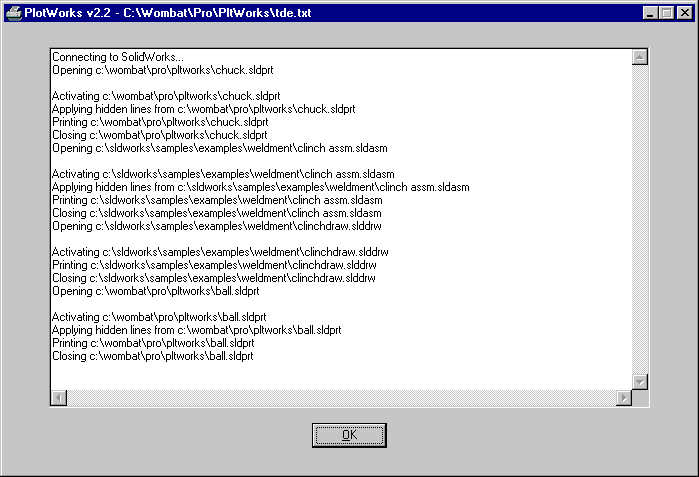 PlotWorks v2.2 - C:\Wombat\Pro\PltWorks\tde.txt
Connecting to SolidWorks...
Opening c:\wombat\pro\pltworks\chuck.sldprt
Activating c:\wombat\pro\pltworks\chuck.sldprt
Applying hidden lines from c:\wombat\pro\pltworks\chuck.sldprt
Printing c:\wombat\pro\pltworks\chuck.sldprt
Closing c:\wombat\pro\pltworks\chuck.sldprt
Opening c:\sldworks\samples\examples\weldment\clinch assm.sldasm
Activating c:\sldworks\samples\examples\weldment\clinch assm.sldasm
Applying hidden lines from c:\sldworks\samples\examples\weldment\clinch assm.sldasm
Printing c:\sldworks\samples\examples\weldment\clinch assm.sldasm
Closing c:\sldworks\samples\examples\weldment\clinch assm.sldasm
Opening c:\sldworks\samples\examples\weldment\clinchdraw.slddrw
Activating c:\sldworks\samples\examples\weldment\clinchdraw.slddrw
Printing c:\sldworks\samples\examples\weldment\clinchdraw.slddrw
Closing c:\sldworks\samples\examples\weldment\clinchdraw.slddrw
Opening c:\wombat\pro\pltworks\ball.sldprt
Activating c:\wombat\pro\pltworks\ball.sldprt
Applying hidden lines from c:\wombat\pro\pltworks\ball.sldprt
Printing c:\wombat\pro\pltworks\ball.sldprt
Closing c:\wombat\pro\pltworks\ball.sldprt
OK